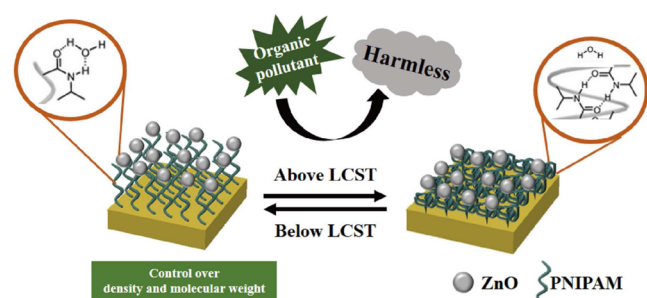 Organic
pollutant
Harmless
O
H
O
H
H
N
H
O
H
N
O
H
N
N
H
O
Above LCST
Below LCST
Control over
density and molecular weight
ZnO
PNIPAM